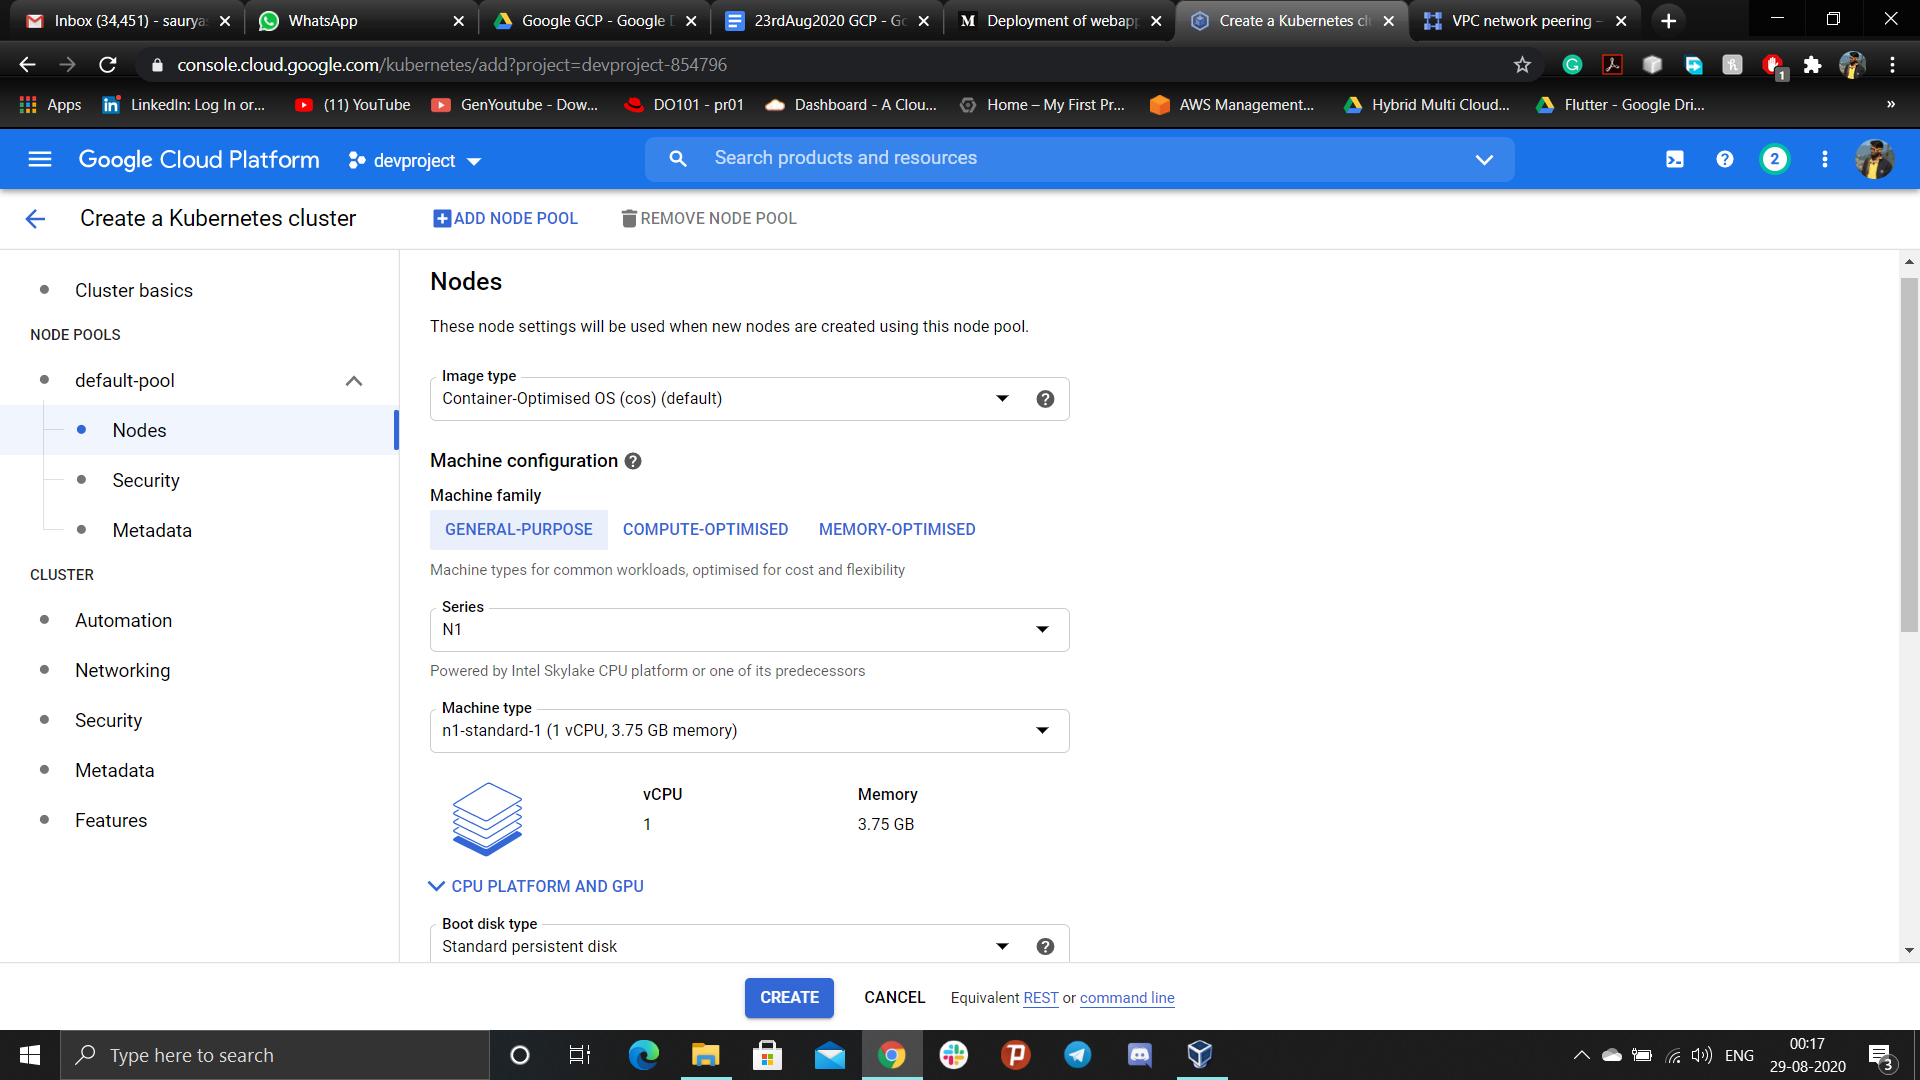 Inbox (34,451) - saurya
WhatsApp
Google GCP - Google D
23rdAug2020 GCP - Go
M Deployment of webapp
Create a Kubernetes cl
VPC network peering –
console.cloud.google.com/kubernetes/add?project=devproject-854796
1
Apps
LinkedIn: Log In or...
(11) YouTube
GenYoutube - Dow...
DO101 - pr01
Dashboard - A Clou...
Home – My First Pr...
AWS Management...
Hybrid Multi Cloud...
Flutter - Google Dri...
»
Google Cloud Platform
devproject
Search products and resources
2
Create a Kubernetes cluster
ADD NODE POOL
REMOVE NODE POOL
Cluster basics
NODE POOLS
default-pool
Nodes
Security
Metadata
CLUSTER
Automation
Networking
Security
Metadata
Features
Nodes
These node settings will be used when new nodes are created using this node pool.
Image type
Container-Optimised OS (cos) (default)
Machine configuration
Machine family
GENERAL-PURPOSE
COMPUTE-OPTIMISED
MEMORY-OPTIMISED
Machine types for common workloads, optimised for cost and flexibility
Series
N1
Powered by Intel Skylake CPU platform or one of its predecessors
Machine type
n1-standard-1 (1 vCPU, 3.75 GB memory)
vCPU
1
Memory
3.75 GB
CPU PLATFORM AND GPU
Boot disk type
Standard persistent disk
CREATE
CANCEL
Equivalent REST or command line
Type here to search
ENG
00:17
29-08-2020
3